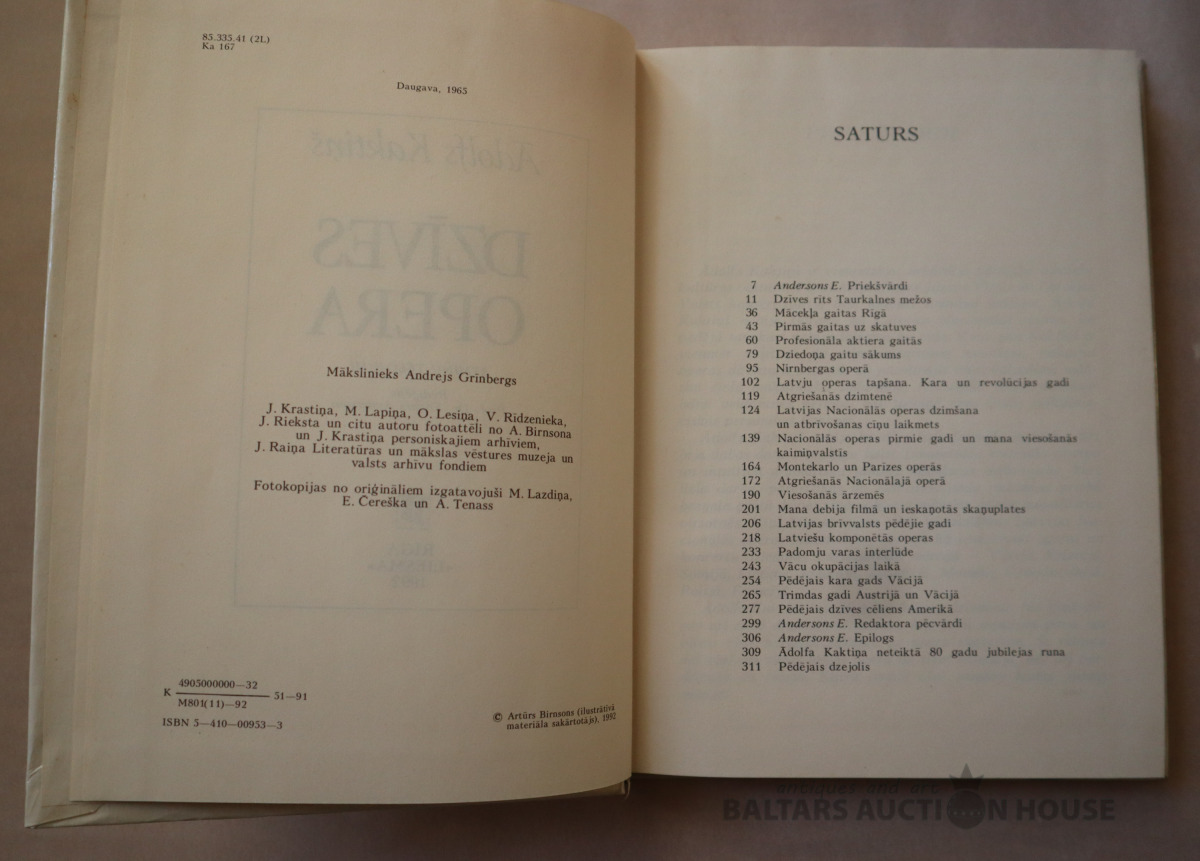 85.335.41 (2L)
Ka 167
Daugava, 1965
Ādolfs Kaktiņš
DZĪVES
OPERA
Mākslinieks Andrejs Grīnbergs
J. Krastiņa, M. Lapiņa, O. Lesiņa, V. Rīdzenieka,
J. Rieksta un citu autoru fotoattēli no A. Birnsona
un J. Krastiņa personiskajiem arhīviem,
J. Raiņa Literatūras un mākslas vēstures muzeja un
valsts arhīvu fondiem
Fotokopijas no oriģināliem izgatavojuši M. Lazdiņa,
E. Čereška un A. Tenass
RĪGA
«LIESMA»
1992
K 4905000000—32
M801(11)—92 51—91
ISBN 5—410—00953—3
© Artūrs Birnsons (ilustrātīvā
materiāla sakārtotājs), 1992
SATURS
7 Andersons E. Priekšvārdi
11 Dzīves rīts Taurkalnes mežos
36 Mācekļa gaitas Rīgā
43 Pirmās gaitas uz skatuves
60 Profesionāla aktiera gaitās
79 Dziedoņa gaitu sākums
95 Nirnbergas operā
102 Latvju operas tapšana. Kara un revolūcijas gadi
119 Atgriešanās dzimtenē
124 Latvijas Nacionālās operas dzimšana
un atbrīvošanas cīņu laikmets
139 Nacionālās operas pirmie gadi un mana viesošanās
kaimiņvalstīs
164 Montekarlo un Parīzes operās
172 Atgriešanās Nacionālajā operā
190 Viesošanās ārzemēs
201 Mana debija filmā un ieskaņotās skaņuplates
206 Latvijas brīvvalsts pēdējie gadi
218 Latviešu komponētās operas
233 Padomju varas interlūde
243 Vācu okupācijas laikā
254 Pēdējais kara gads Vācijā
265 Trimdas gadi Austrijā un Vācijā
277 Pēdējais dzīves cēliens Amerikā
299 Andersons E. Redaktora pēcvārdi
306 Andersons E. Epilogs
309 Ādolfa Kaktiņa neteiktā 80 gadu jubilejas runa
311 Pēdējais dzejolis
antiques and art
BALTARS AUCTION HOUSE